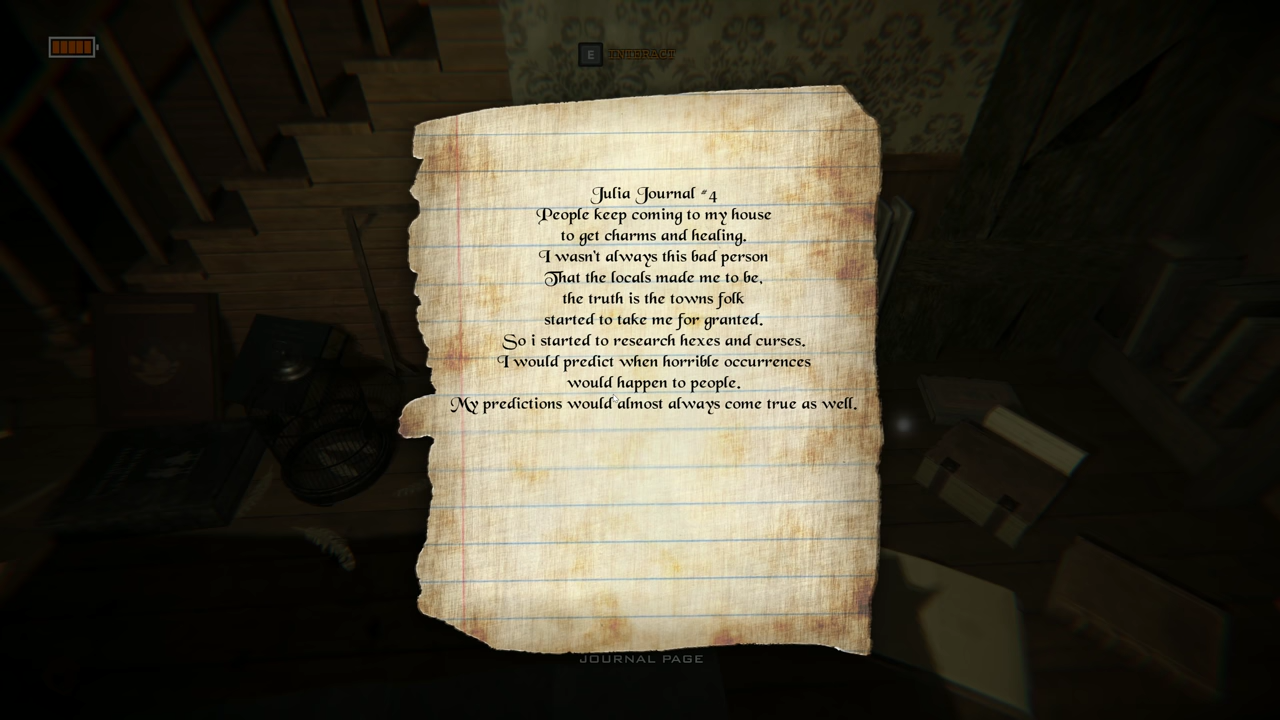 E INTERACT
Julia Journal #4
People keep coming to my house
to get charms and healing.
I wasn't always this bad person
That the locals made me to be,
the truth is the towns folk
started to take me for granted.
So i started to research hexes and curses.
I would predict when horrible occurrences
would happen to people.
My predictions would almost always come true as well.
JOURNAL PAGE